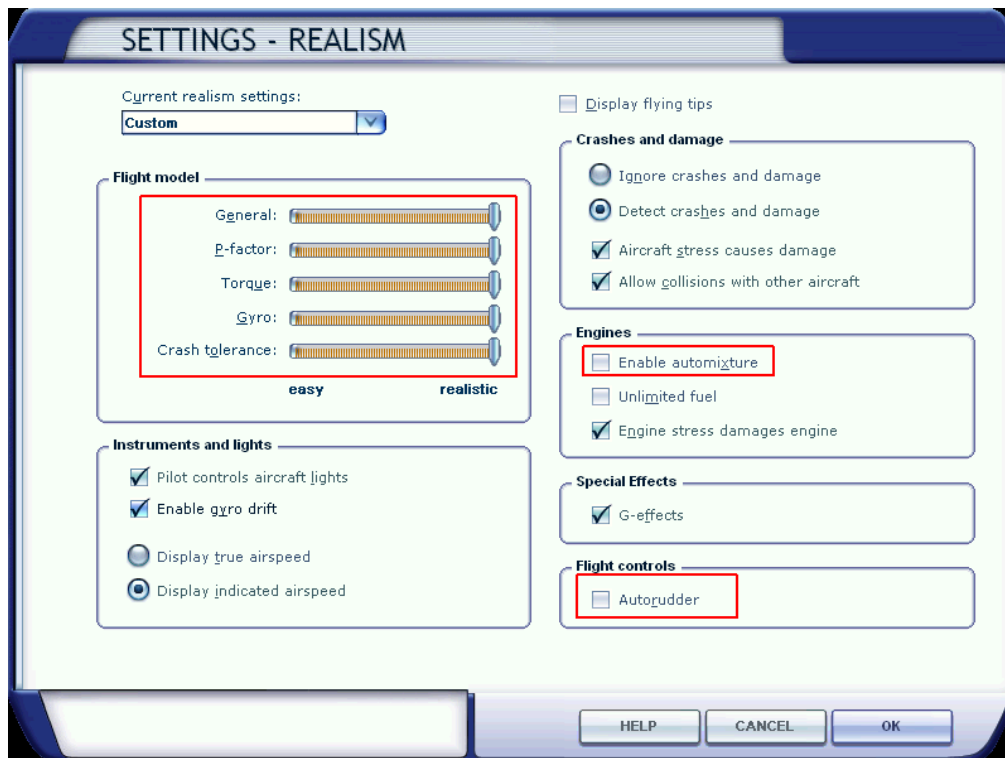 SETTINGS - REALISM
Current realism settings:
Custom
Flight model
General:
P-factor:
Torque:
Gyro:
Crash tolerance:
easy realistic
Instruments and lights
Pilot controls aircraft lights
Enable gyro drift
Display true airspeed
Display indicated airspeed
Display flying tips
Crashes and damage
Ignore crashes and damage
Detect crashes and damage
Aircraft stress causes damage
Allow collisions with other aircraft
Engines
Enable automixture
Unlimited fuel
Engine stress damages engine
Special Effects
G-effects
Flight controls
Autorudder
HELP CANCEL OK